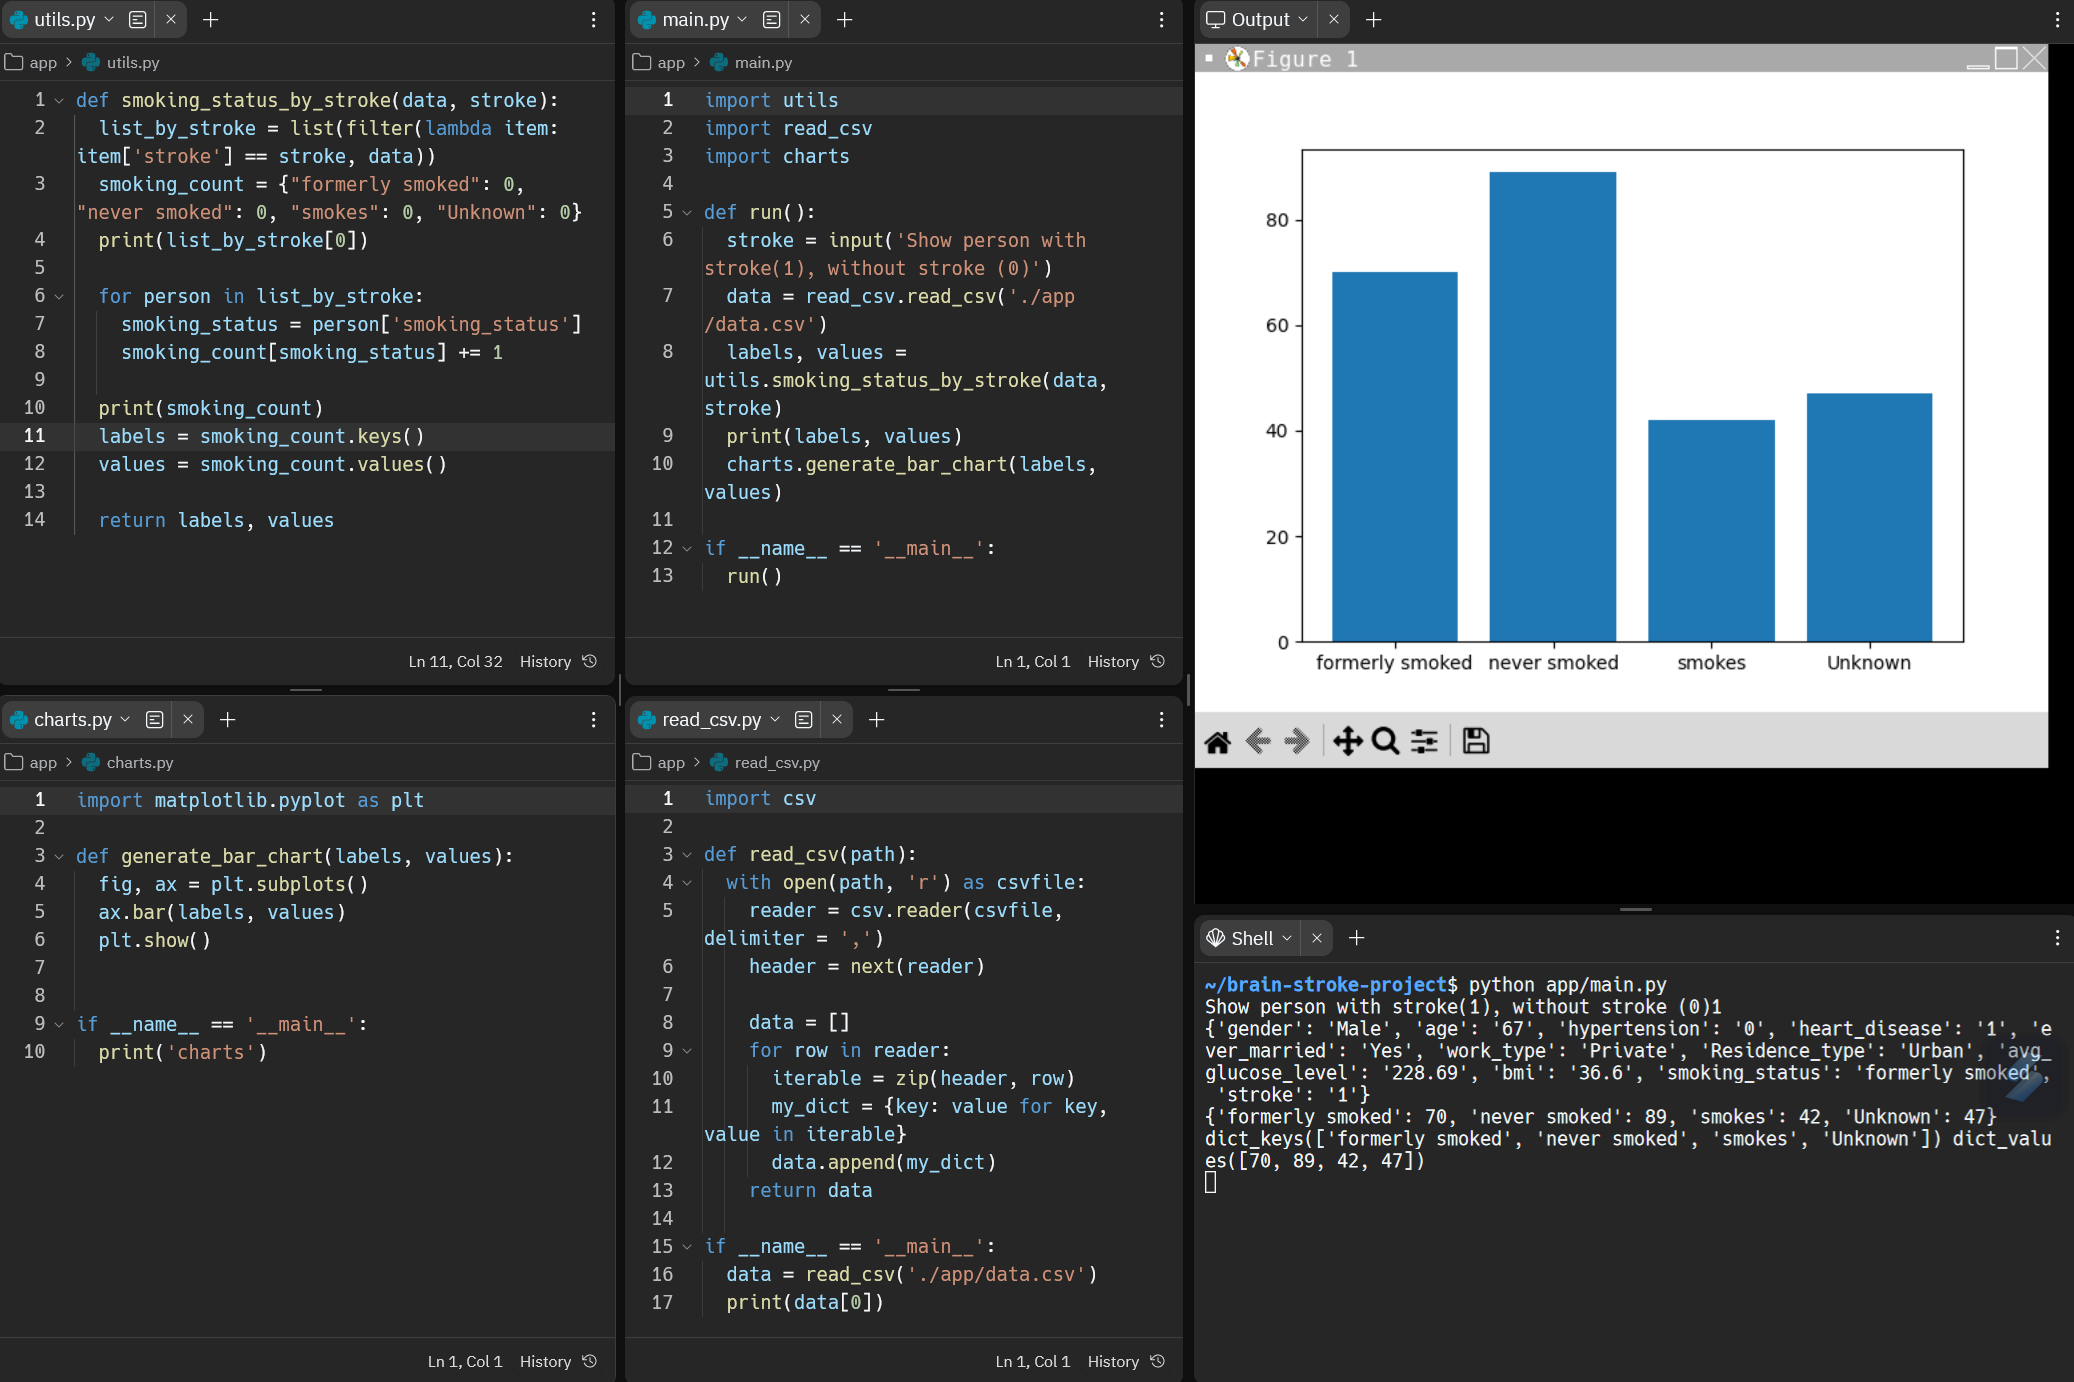 utils.py
app > utils.py
1 def smoking_status_by_stroke(data, stroke):
2 list_by_stroke = list(filter(lambda item:
item['stroke'] == stroke, data))
3 smoking_count = {"formerly smoked": 0,
"never smoked": 0, "smokes": 0, "Unknown": 0}
4 print(list_by_stroke[0])
5
6 for person in list_by_stroke:
7 smoking_status = person['smoking_status']
8 smoking_count[smoking_status] += 1
9
10 print(smoking_count)
11 labels = smoking_count.keys()
12 values = smoking_count.values()
13
14 return labels, values
Ln 11, Col 32 History
main.py
app > main.py
1 import utils
2 import read_csv
3 import charts
4
5 def run():
6 stroke = input('Show person with
stroke(1), without stroke (0)')
7 data = read_csv.read_csv('./app
/data.csv')
8 labels, values =
utils.smoking_status_by_stroke(data,
stroke)
9 print(labels, values)
10 charts.generate_bar_chart(labels,
values)
11
12 if __name__ == '__main__':
13 run()
Ln 1, Col 1 History
charts.py
app > charts.py
1 import matplotlib.pyplot as plt
2
3 def generate_bar_chart(labels, values):
4 fig, ax = plt.subplots()
5 ax.bar(labels, values)
6 plt.show()
7
8
9 if __name__ == '__main__':
10 print('charts')
Ln 1, Col 1 History
read_csv.py
app > read_csv.py
1 import csv
2
3 def read_csv(path):
4 with open(path, 'r') as csvfile:
5 reader = csv.reader(csvfile,
delimiter = ',')
6 header = next(reader)
7
8 data = []
9 for row in reader:
10 iterable = zip(header, row)
11 my_dict = {key: value for key,
value in iterable}
12 data.append(my_dict)
13 return data
14
15 if __name__ == '__main__':
16 data = read_csv('./app/data.csv')
17 print(data[0])
Ln 1, Col 1 History
Output
Figure 1
80
60
40
20
0
formerly smoked never smoked smokes Unknown
Shell
~/brain-stroke-project$ python app/main.py
Show person with stroke(1), without stroke (0)1
{'gender': 'Male', 'age': '67', 'hypertension': '0', 'heart_disease': '1', 'e
ver_married': 'Yes', 'work_type': 'Private', 'Residence_type': 'Urban', 'avg_
glucose_level': '228.69', 'bmi': '36.6', 'smoking_status': 'formerly smoked',
'stroke': '1'}
{'formerly smoked': 70, 'never smoked': 89, 'smokes': 42, 'Unknown': 47}
dict_keys(['formerly smoked', 'never smoked', 'smokes', 'Unknown']) dict_valu
es([70, 89, 42, 47])